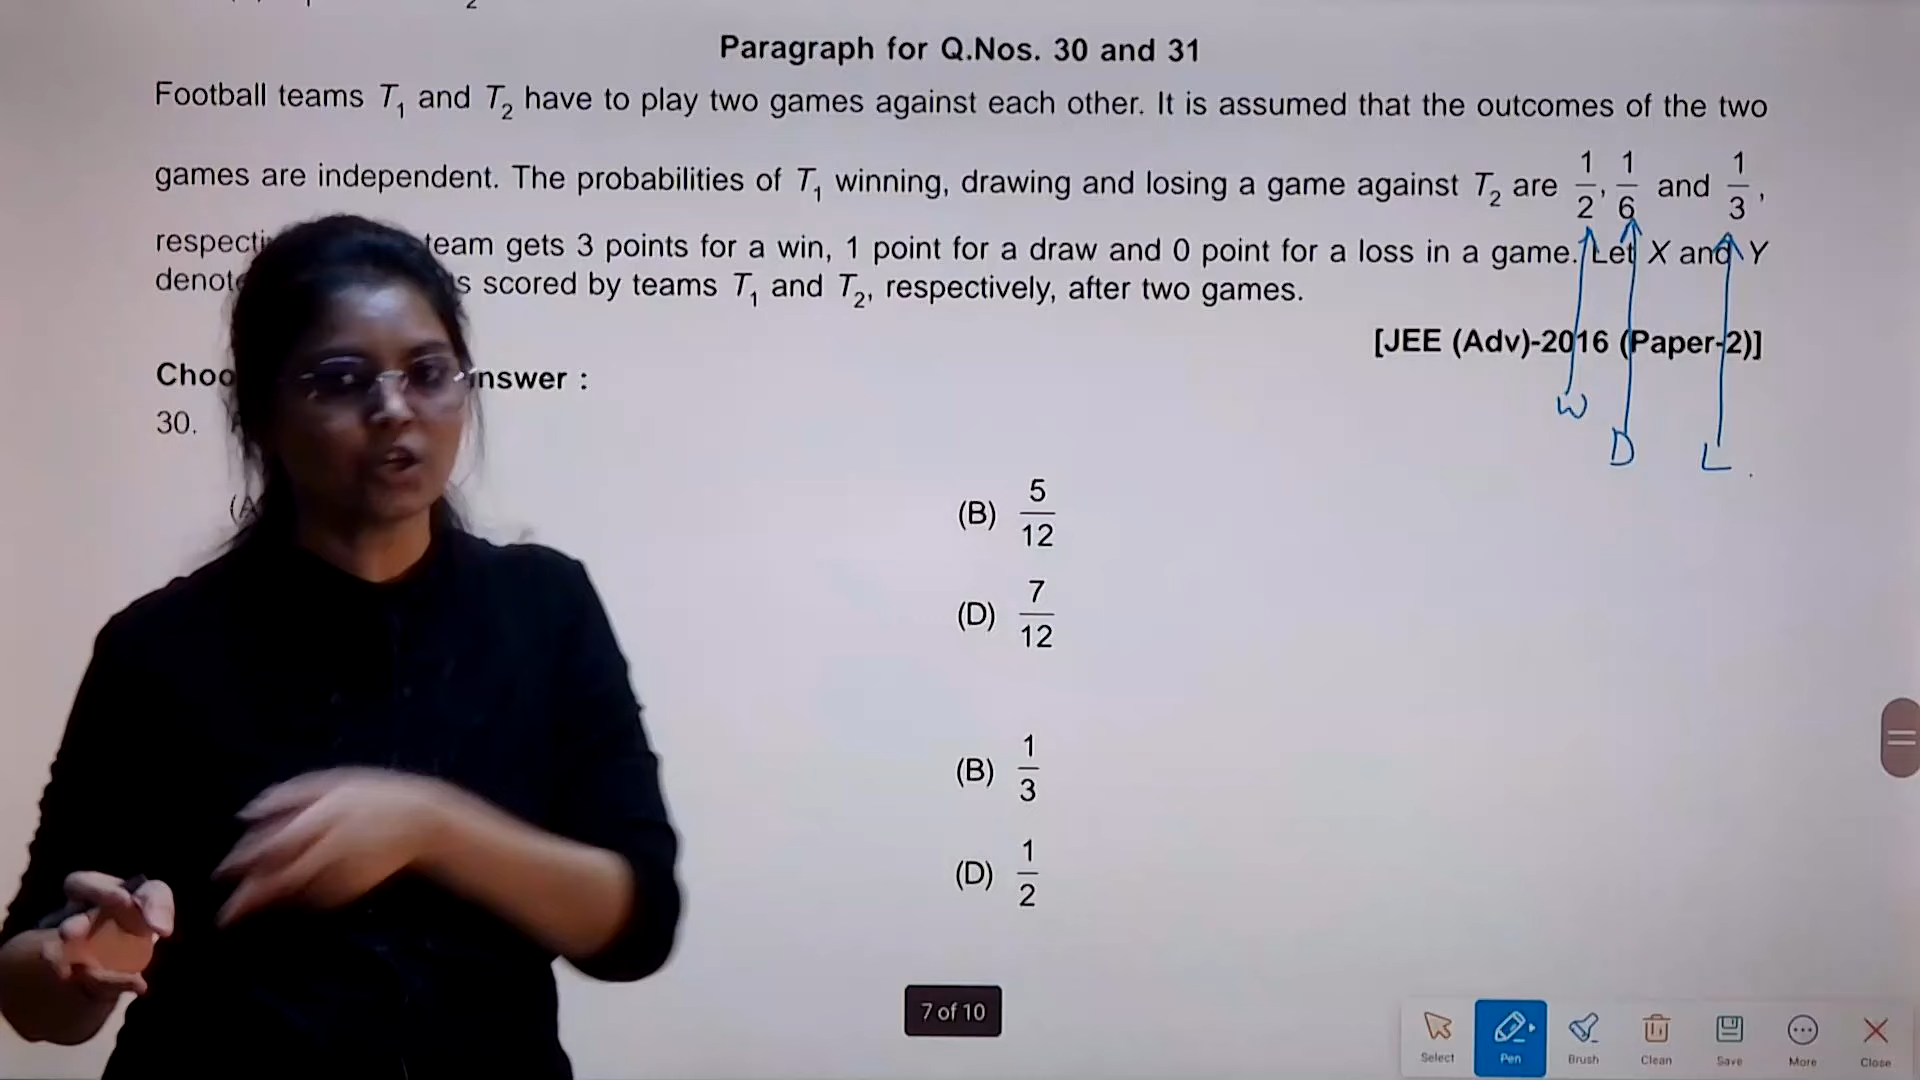 Paragraph for Q.Nos. 30 and 31
Football teams T1 and T2 have to play two games against each other. It is assumed that the outcomes of the two
games are independent. The probabilities of T1 winning, drawing and losing a game against T2 are 1/2, 1/6 and 1/3,
team gets 3 points for a win, 1 point for a draw and 0 point for a loss in a game. Let X and Y
scored by teams T1 and T2, respectively, after two games.
[JEE (Adv)-2016 (Paper-2)]
W
D
L
30.
(B) 5/12
(D) 7/12
(B) 1/3
(D) 1/2
7 of 10
Select
Pen
Brush
Clean
Save
More
Close